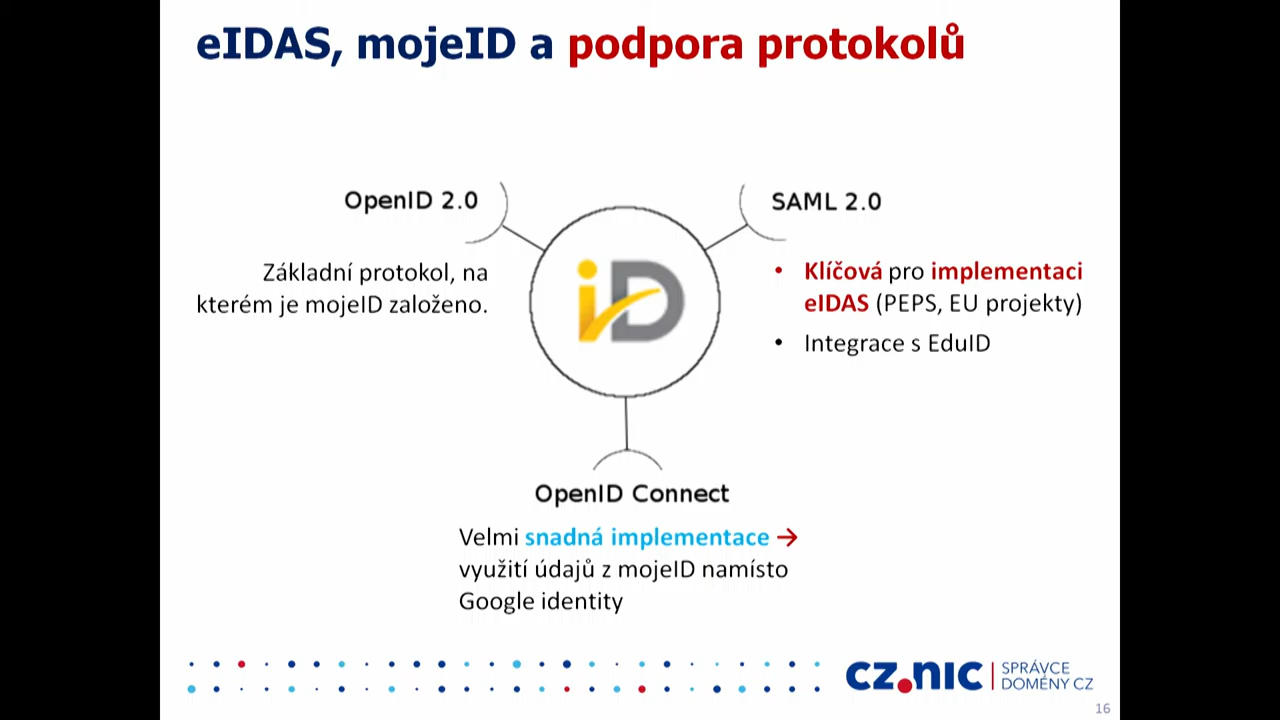 eIDAS, mojeID a podpora protokolů
OpenID 2.0
Základní protokol, na
kterém je mojeID založeno.
iD
SAML 2.0
• Klíčová pro implementaci
eIDAS (PEPS, EU projekty)
• Integrace s EduID
OpenID Connect
Velmi snadná implementace →
využití údajů z mojeID namísto
Google identity
CZ.NIC
SPRÁVCE
DOMÉNY CZ
16